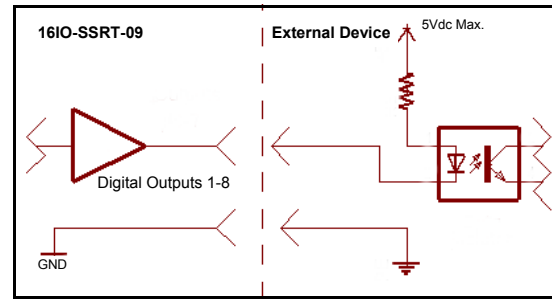 16IO-SSRT-09
External Device
5Vdc Max.
Digital Outputs 1-8
GND